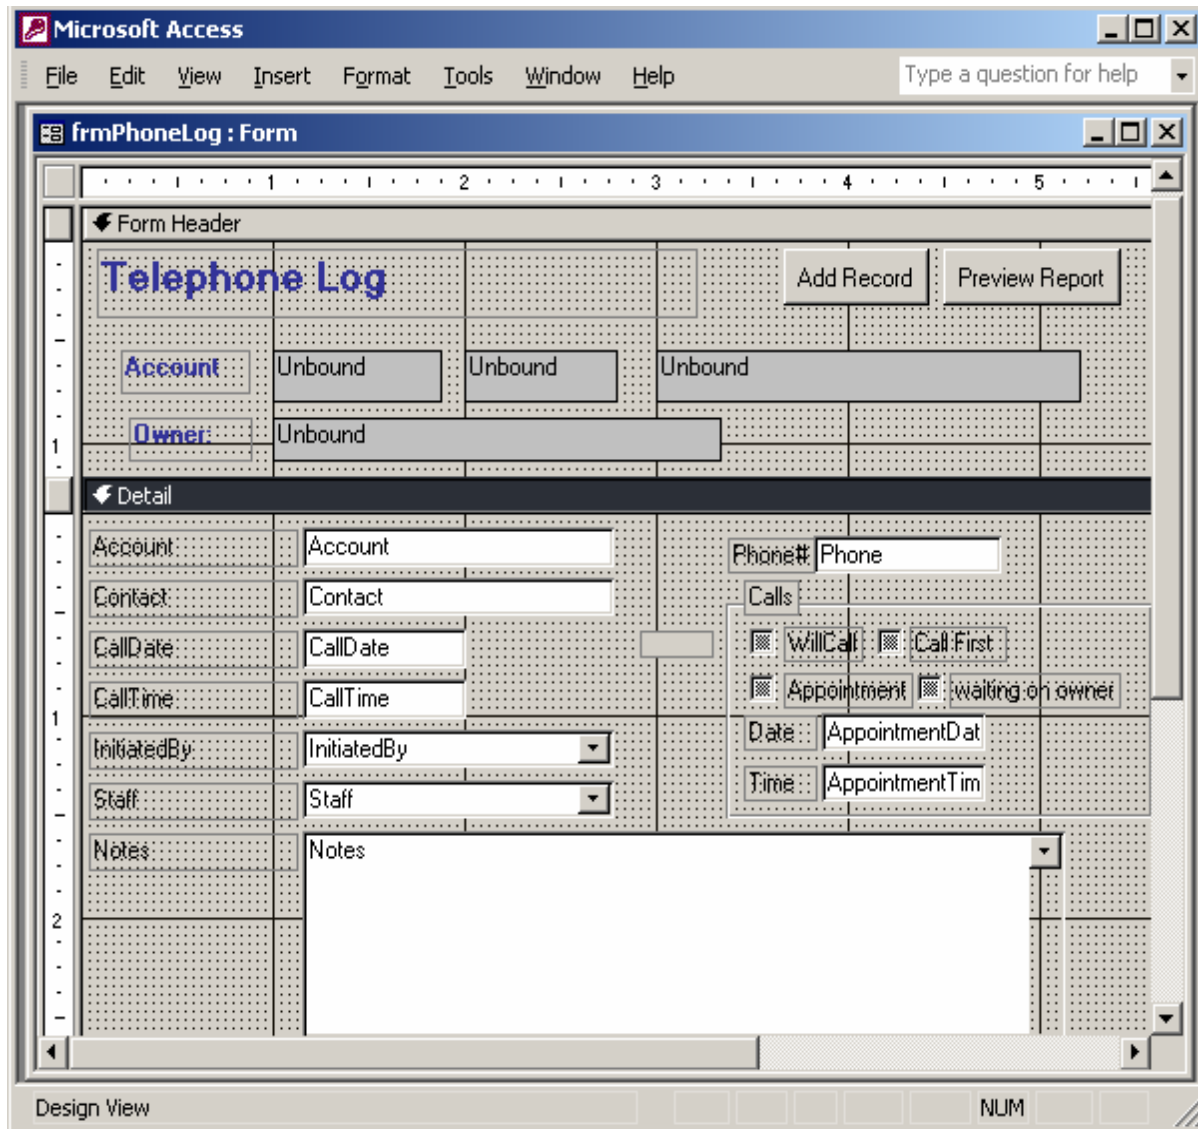 Microsoft Access
File Edit View Insert Format Tools Window Help Type a question for help
frmPhoneLog : Form
1 2 3 4 5
Form Header
Telephone Log Add Record Preview Report
Account Unbound Unbound Unbound
Owner: Unbound
1
Detail
Account Account Phone# Phone
Contact Contact Calls
CallDate CallDate WillCall Call First
CallTime CallTime Appointment waiting on owner
1
InitiatedBy InitiatedBy Date AppointmentDat
Staff Staff Time AppointmentTim
Notes: Notes
2
Design View NUM